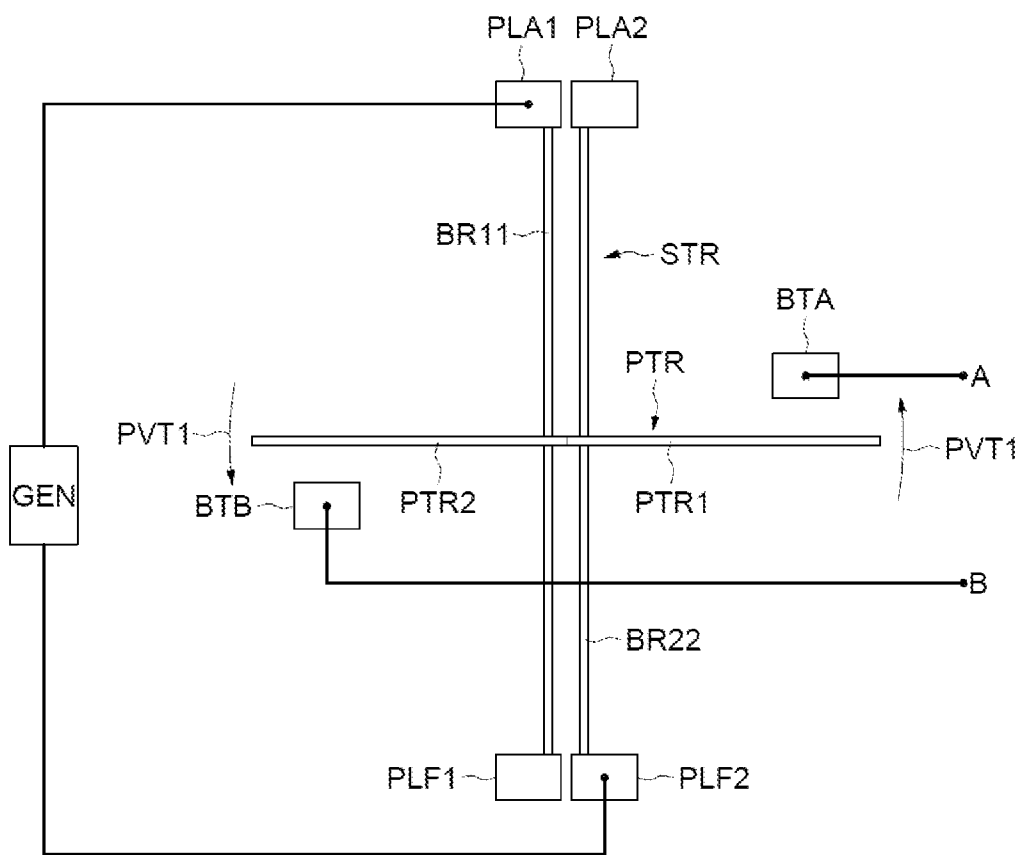 PLA1
PLA2
BR11
STR
BTA
PTR
A
PVT1
PVT1
GEN
BTB
PTR2
PTR1
B
BR22
PLF1
PLF2